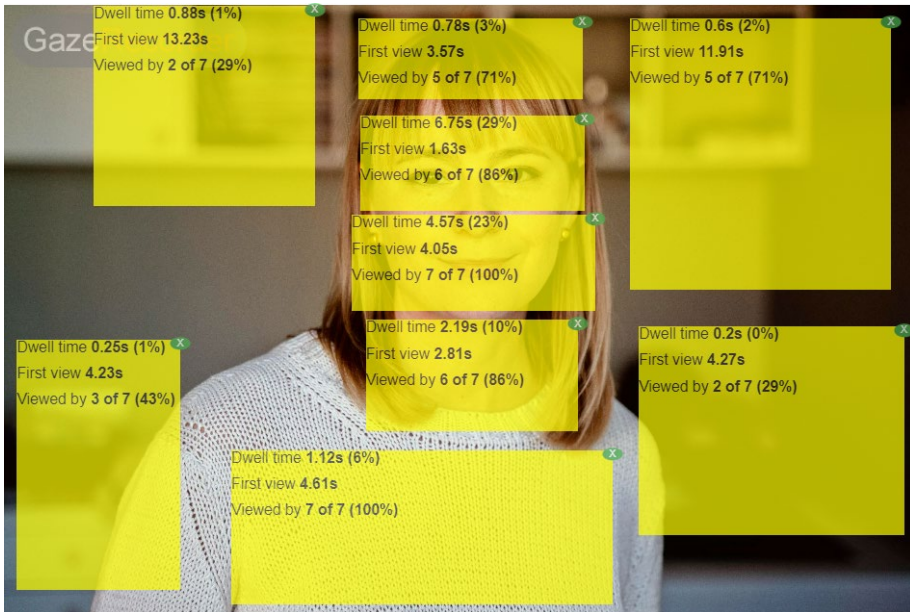 Gaze
Dwell time 0.88s (1%)
First view 13.23s
Viewed by 2 of 7 (29%)
X
Dwell time 0.78s (3%)
First view 3.57s
Viewed by 5 of 7 (71%)
X
Dwell time 0.6s (2%)
First view 11.91s
Viewed by 5 of 7 (71%)
X
Dwell time 6.75s (29%)
First view 1.63s
Viewed by 6 of 7 (86%)
X
Dwell time 4.57s (23%)
First view 4.05s
Viewed by 7 of 7 (100%)
X
Dwell time 2.19s (10%)
First view 2.81s
Viewed by 6 of 7 (86%)
X
Dwell time 0.25s (1%)
First view 4.23s
Viewed by 3 of 7 (43%)
X
Dwell time 0.2s (0%)
First view 4.27s
Viewed by 2 of 7 (29%)
X
Dwell time 1.12s (6%)
First view 4.61s
Viewed by 7 of 7 (100%)
X